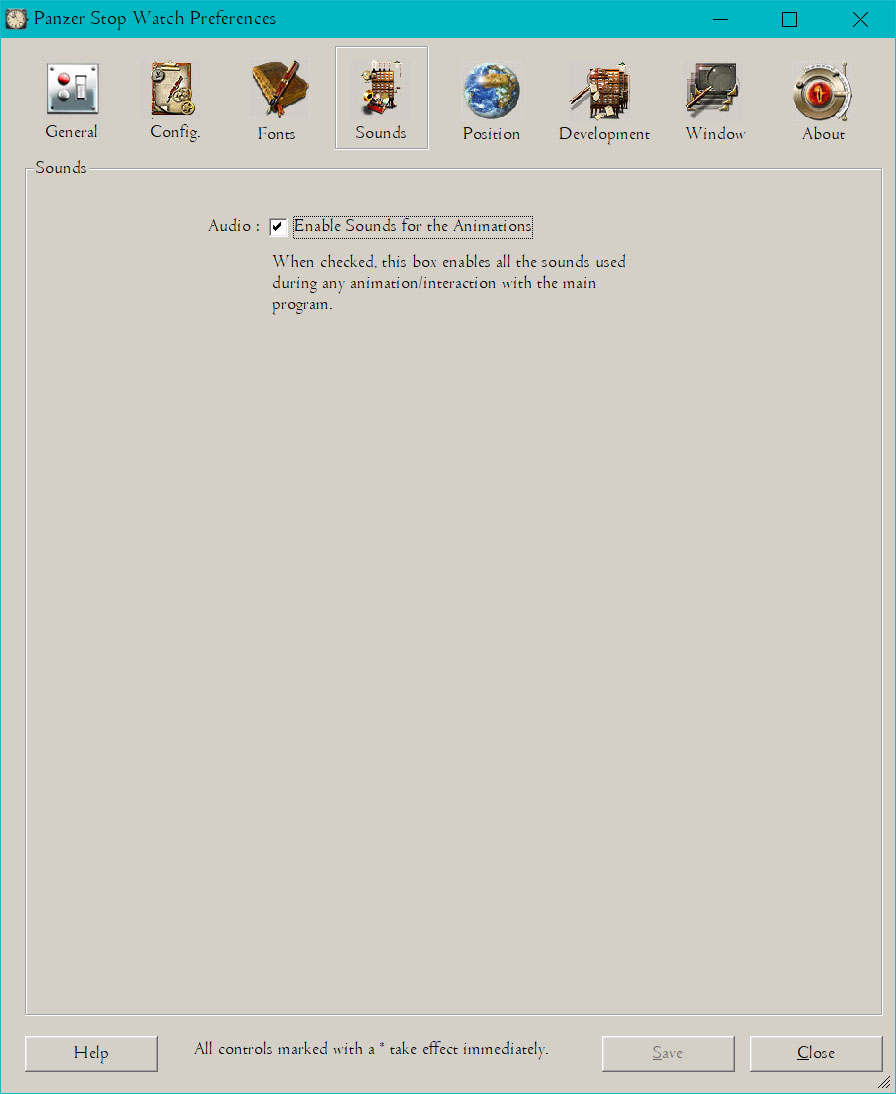 Panzer Stop Watch Preferences
General
Config.
Fonts
Sounds
Position
Development
Window
About
Sounds
Audio : Enable Sounds for the Animations
When checked, this box enables all the sounds used
during any animation/interaction with the main
program.
Help
All controls marked with a * take effect immediately.
Save
Close